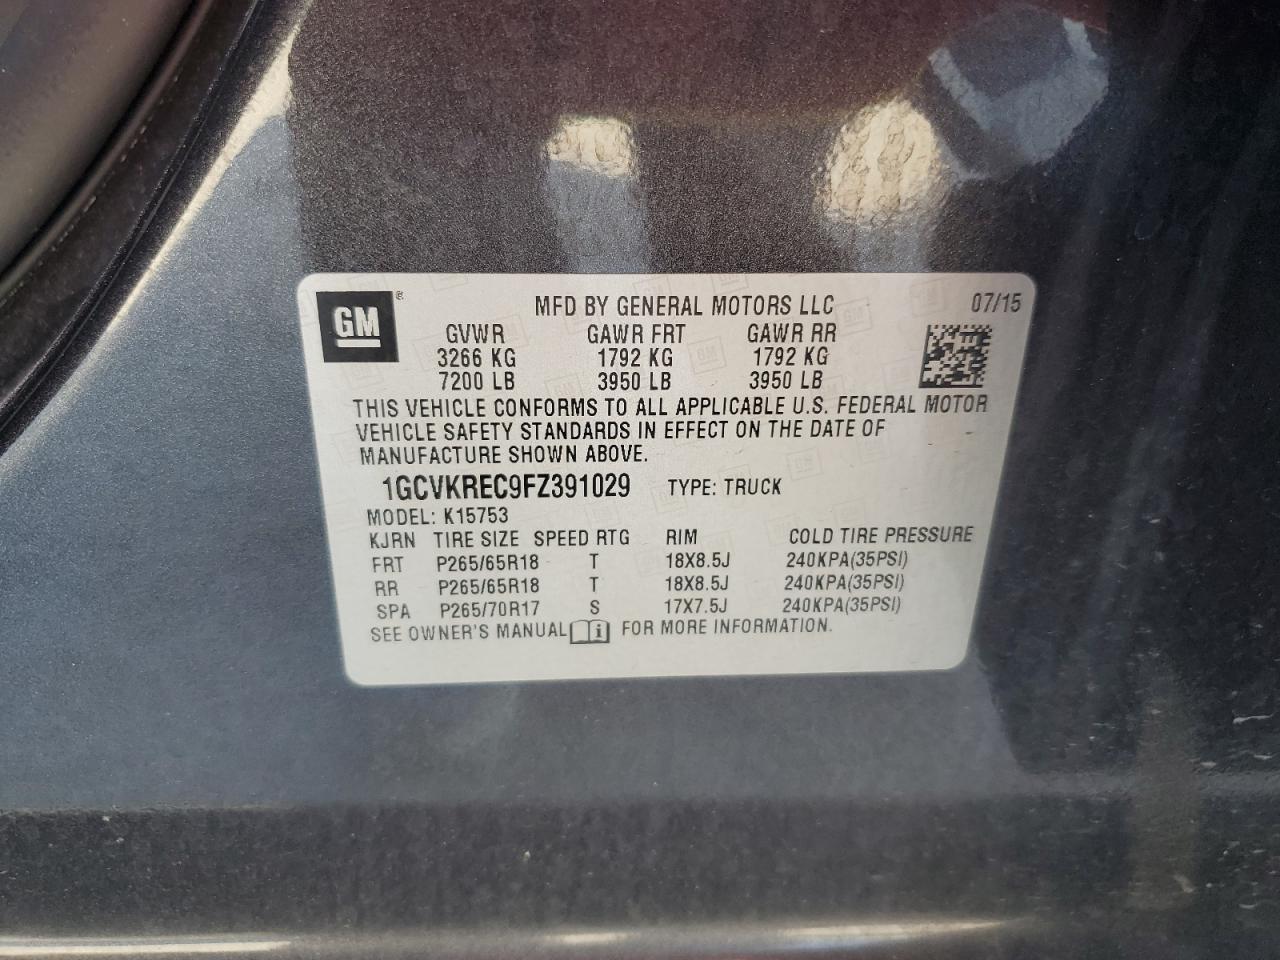 GM ®
MFD BY GENERAL MOTORS LLC 07/15
GVWR GAWR FRT GAWR RR
3266 KG 1792 KG 1792 KG
7200 LB 3950 LB 3950 LB
THIS VEHICLE CONFORMS TO ALL APPLICABLE U.S. FEDERAL MOTOR
VEHICLE SAFETY STANDARDS IN EFFECT ON THE DATE OF
MANUFACTURE SHOWN ABOVE.
1GCVKREC9FZ391029 TYPE: TRUCK
MODEL: K15753
KJRN TIRE SIZE SPEED RTG RIM COLD TIRE PRESSURE
FRT P265/65R18 T 18X8.5J 240KPA(35PSI)
RR P265/65R18 T 18X8.5J 240KPA(35PSI)
SPA P265/70R17 S 17X7.5J 240KPA(35PSI)
SEE OWNER'S MANUAL i FOR MORE INFORMATION.